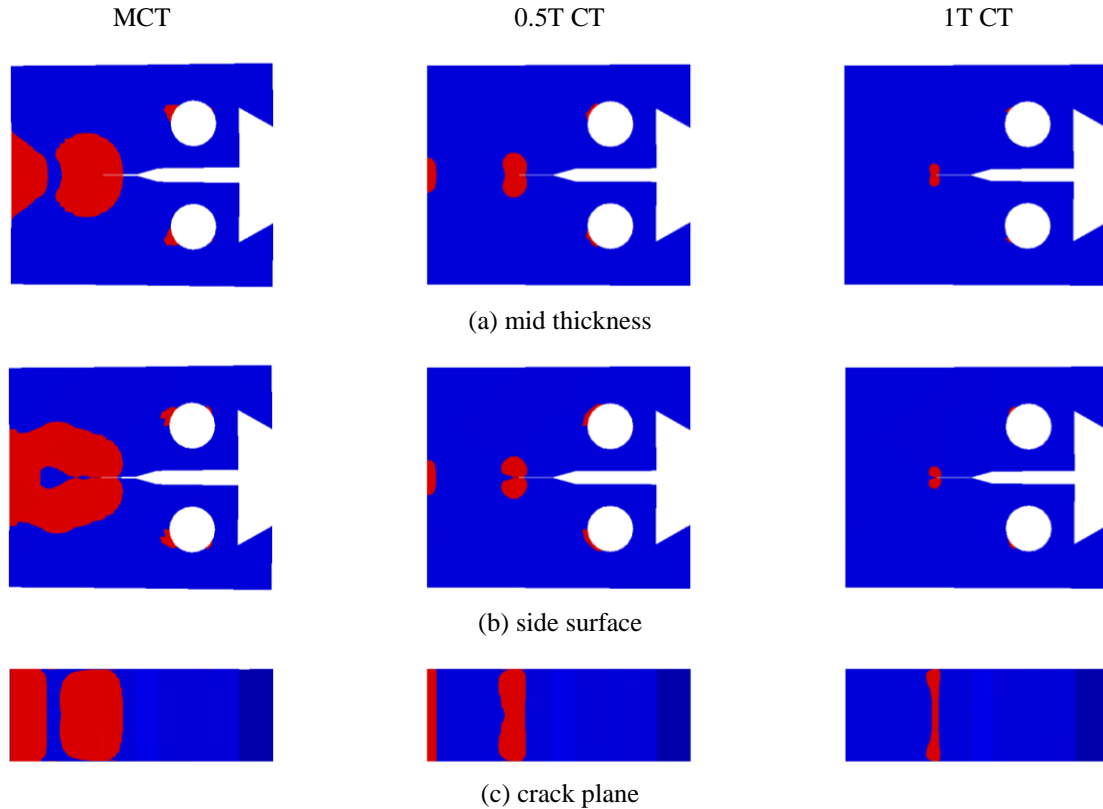 MCT
0.5T CT
1T CT
(a) mid thickness
(b) side surface
(c) crack plane